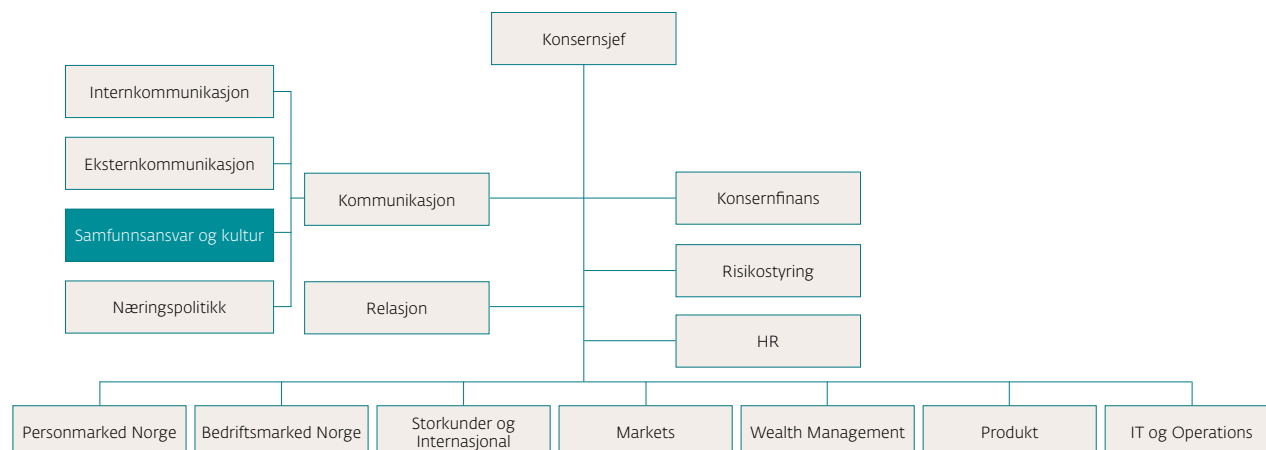 Konsernsjef
Internkommunikasjon
Eksternkommunikasjon
Samfunnsansvar og kultur
Næringspolitikk
Kommunikasjon
Relasjon
Konsernfinans
Risikostyring
HR
Personmarked Norge
Bedriftsmarked Norge
Storkunder og
Internasjonal
Markets
Wealth Management
Produkt
IT og Operations